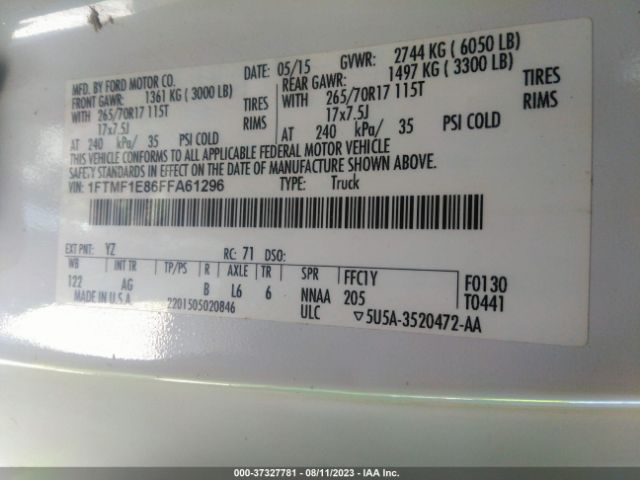 MFD. BY FORD MOTOR CO.
DATE: 05/15 GVWR: 2744 KG ( 6050 LB)
FRONT GAWR: 1361 KG ( 3000 LB) REAR GAWR: 1497 KG ( 3300 LB)
WITH 265/70R17 115T TIRES WITH 265/70R17 115T TIRES
17x7.5J RIMS 17x7.5J RIMS
AT 240 kPa/ 35 PSI COLD AT 240 kPa/ 35 PSI COLD
THIS VEHICLE CONFORMS TO ALL APPLICABLE FEDERAL MOTOR VEHICLE
SAFETY STANDARDS IN EFFECT ON THE DATE OF MANUFACTURE SHOWN ABOVE.
VIN: 1FTMF1E86FFA61296 TYPE: Truck
EXT PNT: YZ RC: 71 DSO:
WB INT TR TP/PS R AXLE TR SPR FFC1Y F0130
122 AG B L6 6 NNAA 205 T0441
MADE IN U.S.A 2201505020846 ULC ▽5U5A-3520472-AA
000-37327781 - 08/11/2023 - IAA Inc.